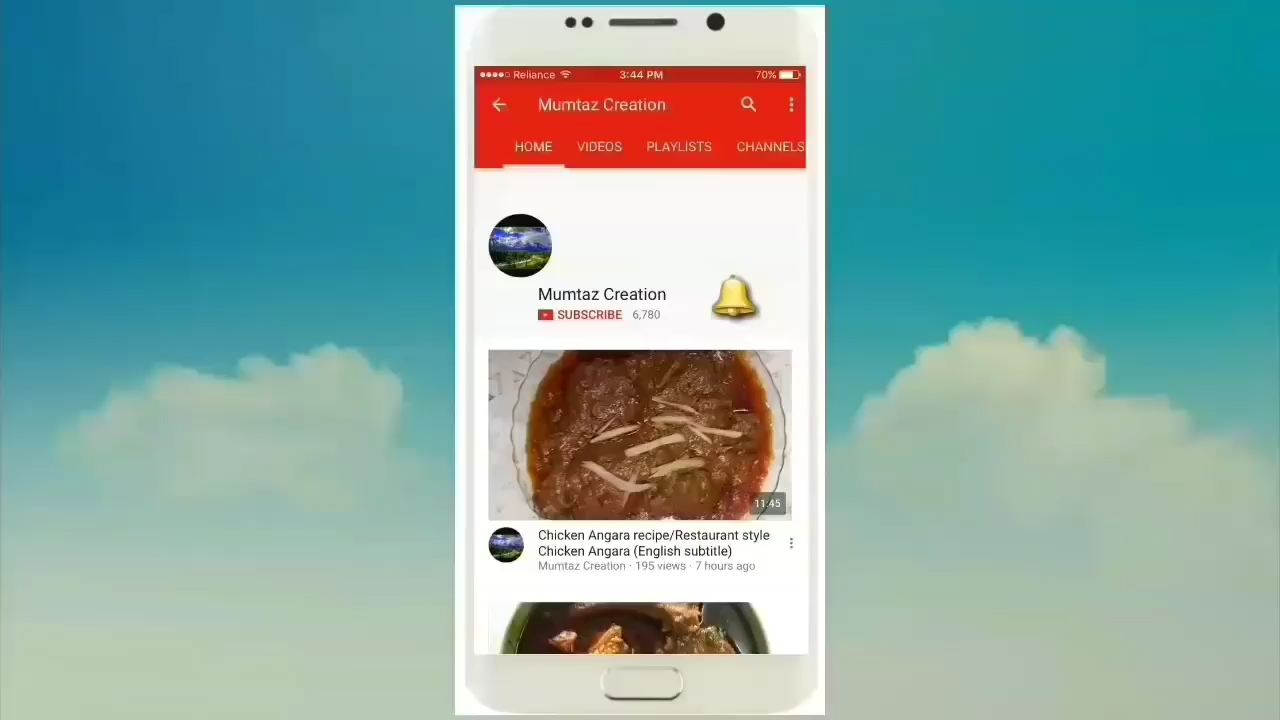 Reliance 3:44 PM 70%
Mumtaz Creation
HOME VIDEOS PLAYLISTS CHANNELS
Mumtaz Creation
SUBSCRIBE 6,780
11:45
Chicken Angara recipe/Restaurant style
Chicken Angara (English subtitle)
Mumtaz Creation · 195 views · 7 hours ago